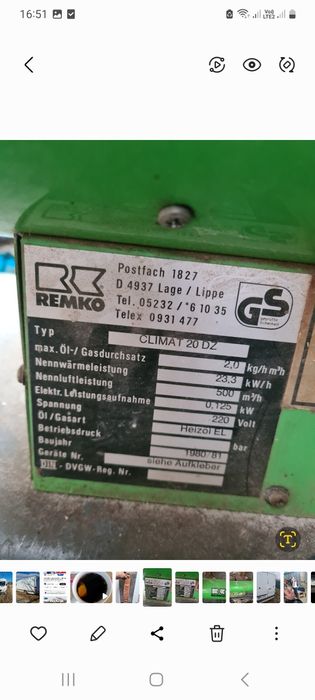 16:51
Vo))
LTE2
Postfach 1827
D 4937 Lage / Lippe
Tel. 05232 / *6 10 35
Telex 0931 477
REMKO
GS
geprüfte
Sicherheit
Typ CLIMAT 20 DZ
max. Öl-/ Gasdurchsatz 2,0 kg/h m³h
Nennwärmeleistung 23,3 kW/h
Nennluftleistung 500 m³/h
Elektr. Leistungsaufnahme 0,125 kW
Spannung 220 Volt
Öl /Gasart Heizöl EL
Betriebsdruck bar
Baujahr 1980/81
Geräte Nr. siehe Aufkleber
DIN - DVGW-Reg. Nr.
T